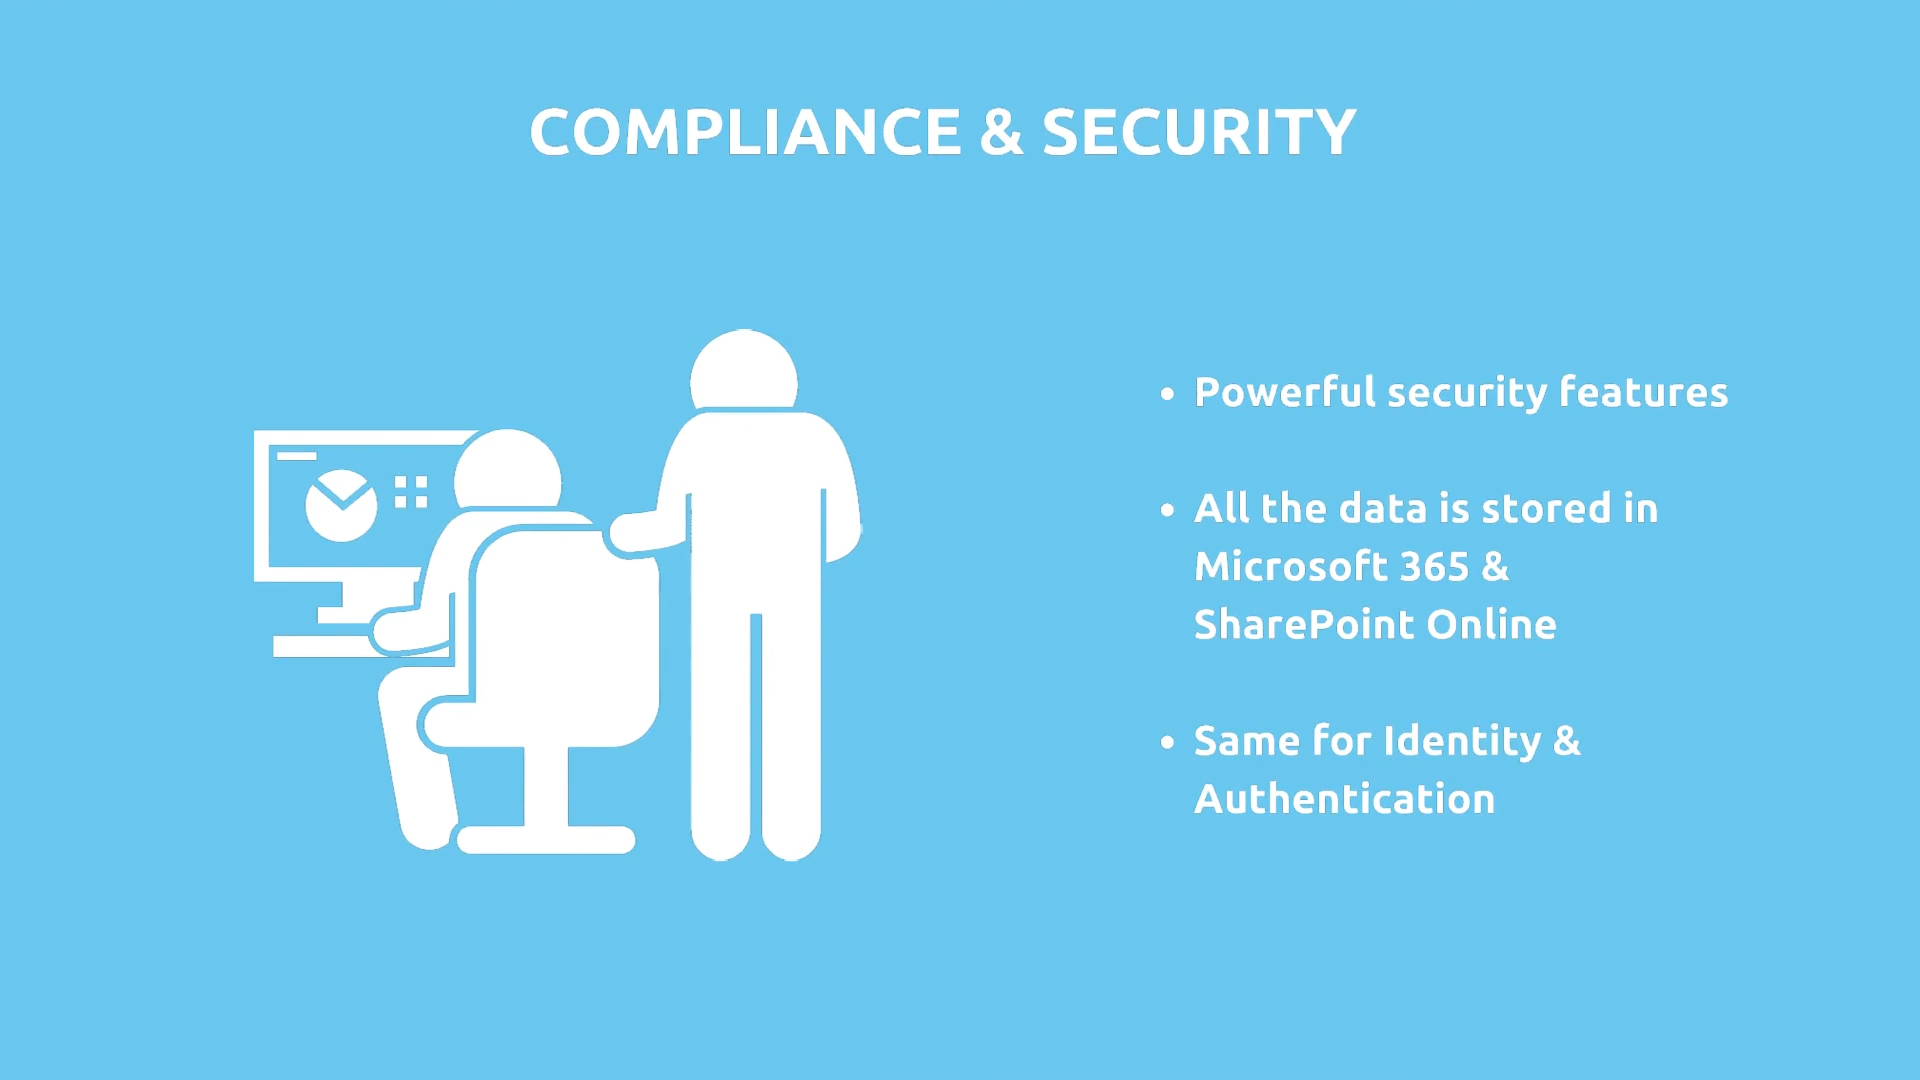 COMPLIANCE & SECURITY
• Powerful security features
• All the data is stored in
Microsoft 365 &
SharePoint Online
• Same for Identity &
Authentication